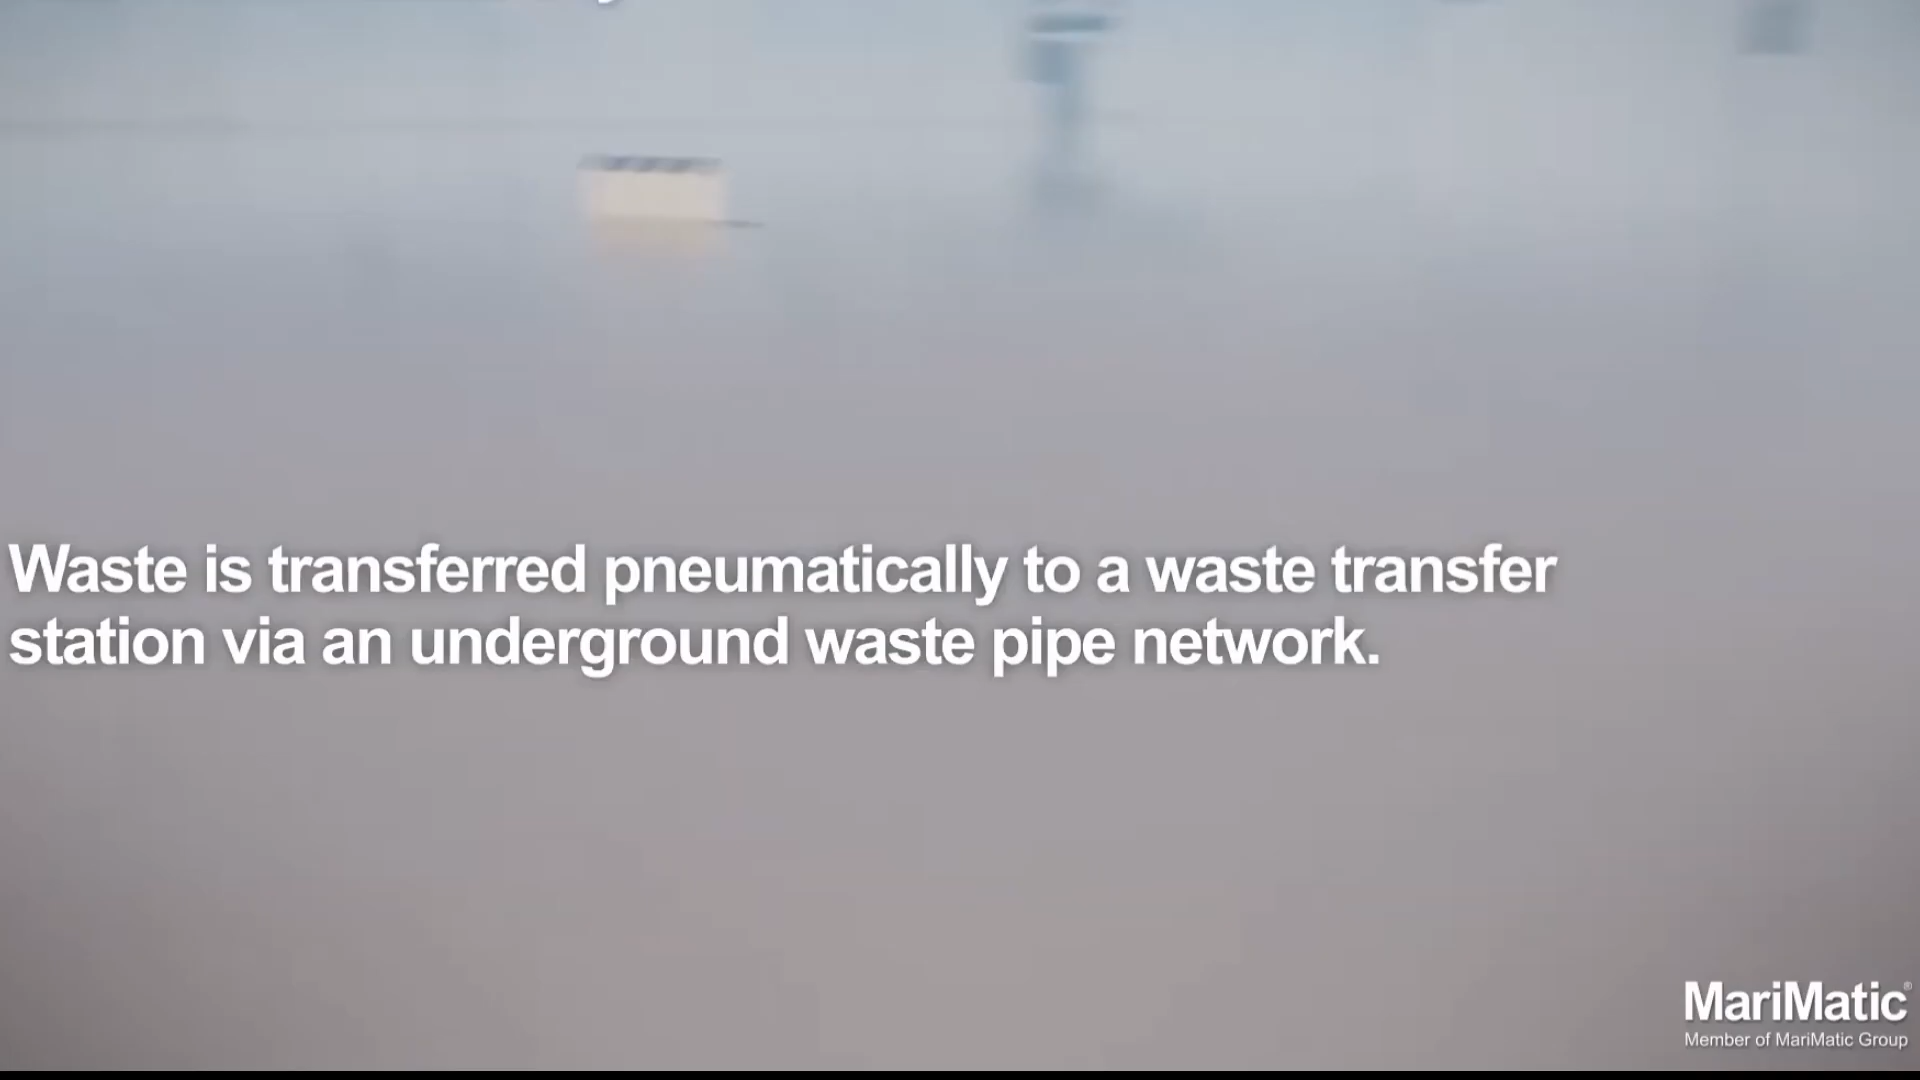 Waste is transferred pneumatically to a waste transfer
station via an underground waste pipe network.
MariMatic®
Member of MariMatic Group